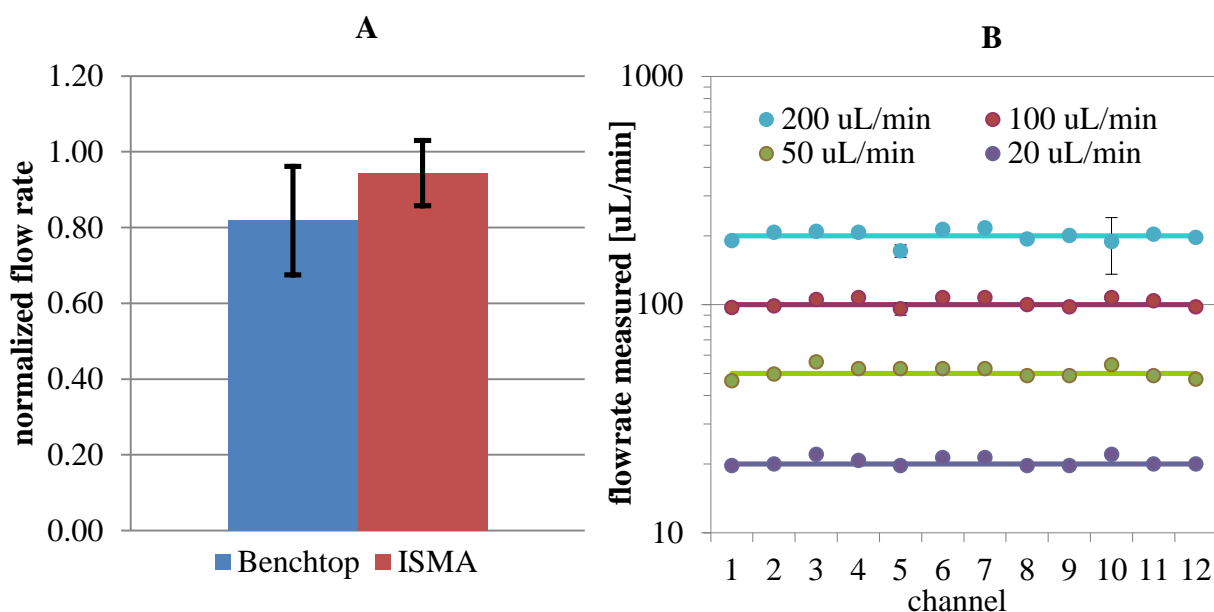 A
normalized flow rate
1.20
1.00
0.80
0.60
0.40
0.20
0.00
Benchtop ISMA
B
flowrate measured [uL/min]
1000
100
10
200 uL/min 100 uL/min
50 uL/min 20 uL/min
1 2 3 4 5 6 7 8 9 10 11 12
channel